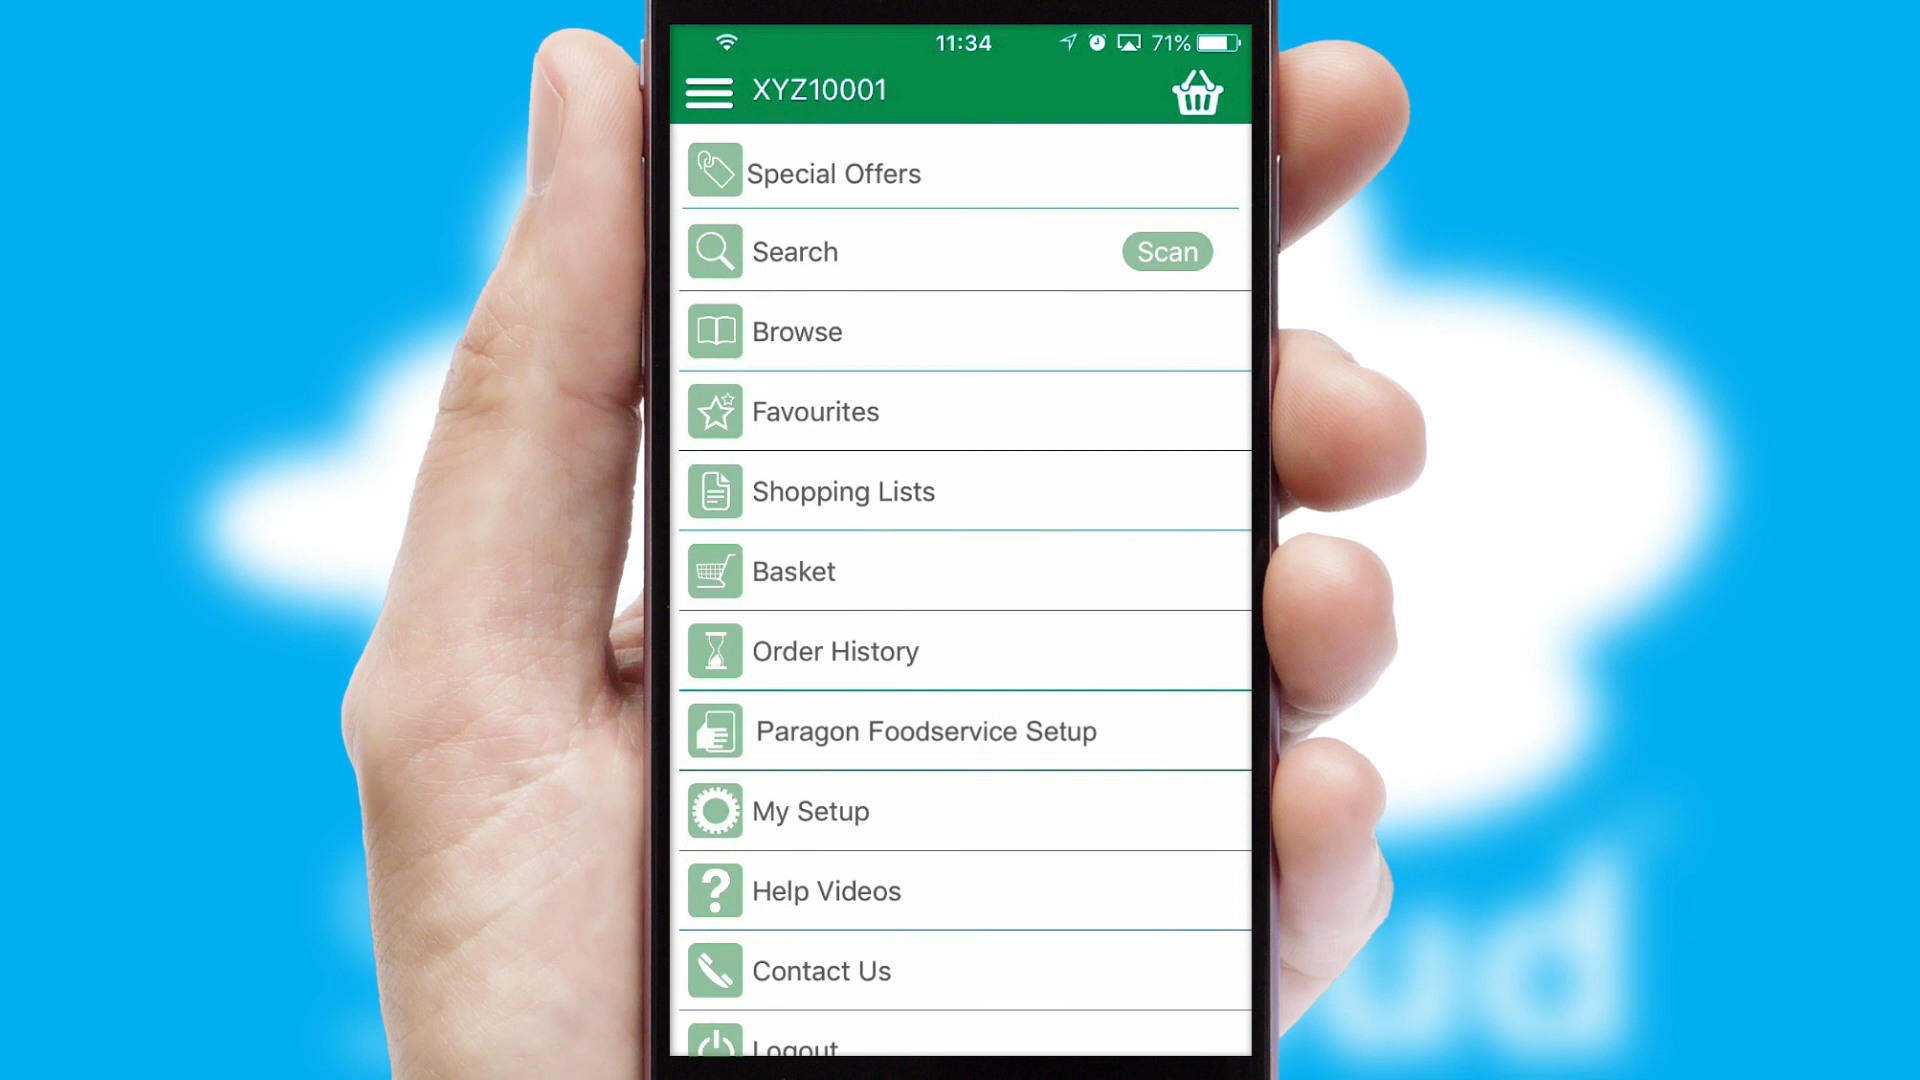 11:34 71%
XYZ10001
Special Offers
Search Scan
Browse
Favourites
Shopping Lists
Basket
Order History
Paragon Foodservice Setup
My Setup
Help Videos
Contact Us
Logout
ud